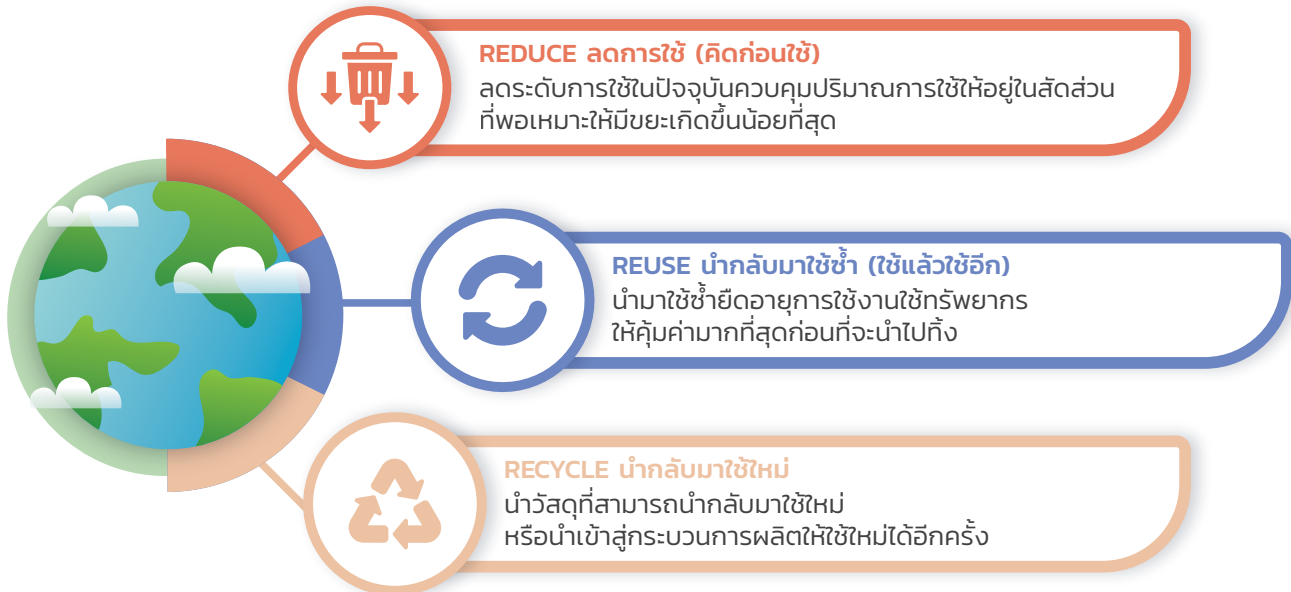 REDUCE ลดการใช้ (คิดก่อนใช้)
ลดระดับการใช้ในปัจจุบันควบคุมปริมาณการใช้ให้อยู่ในสัดส่วน
ที่พอเหมาะให้มีขยะเกิดขึ้นน้อยที่สุด
REUSE นำกลับมาใช้ซ้ำ (ใช้แล้วใช้อีก)
นำมาใช้ซ้ำยืดอายุการใช้งานใช้ทรัพยากร
ให้คุ้มค่ามากที่สุดก่อนที่จะนำไปทิ้ง
RECYCLE นำกลับมาใช้ใหม่
นำวัสดุที่สามารถนำกลับมาใช้ใหม่
หรือนำเข้าสู่กระบวนการผลิตให้ใช้ใหม่ได้อีกครั้ง